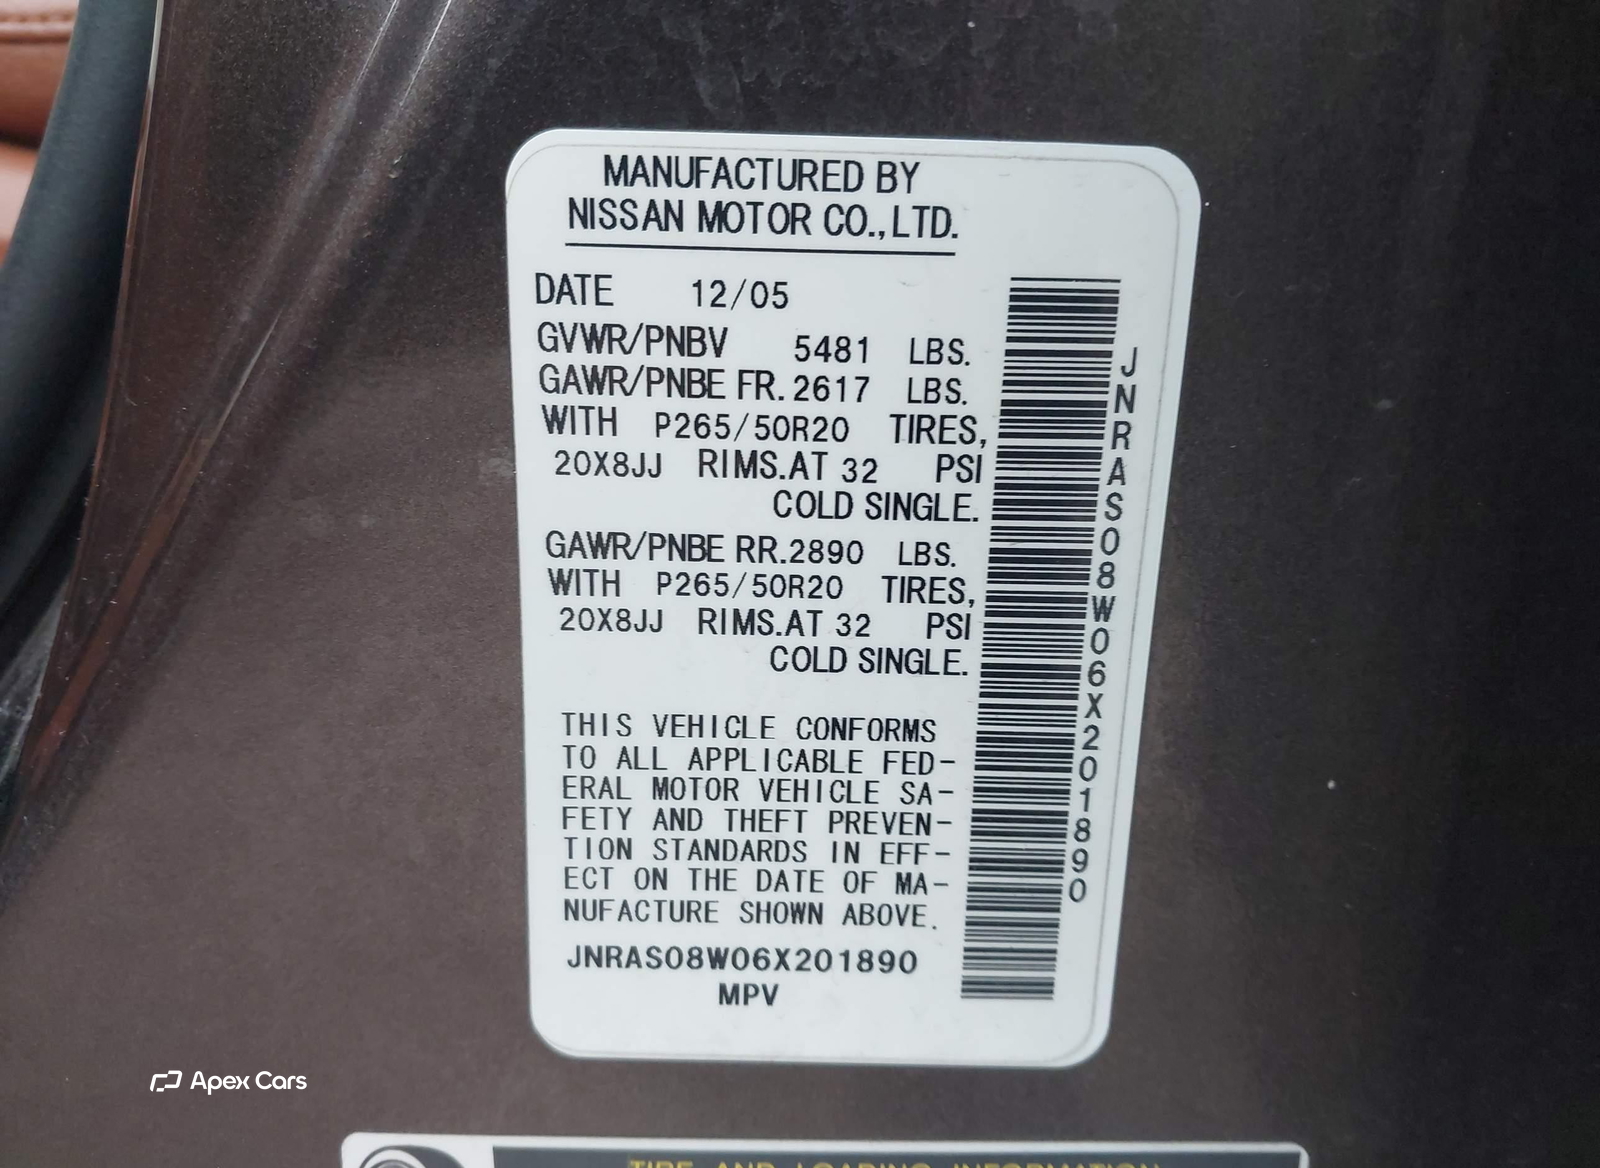 MANUFACTURED BY
NISSAN MOTOR CO., LTD.
DATE 12/05
GVWR/PNBV 5481 LBS.
GAWR/PNBE FR. 2617 LBS.
WITH P265/50R20 TIRES,
20X8JJ RIMS.AT 32 PSI
COLD SINGLE.
GAWR/PNBE RR. 2890 LBS.
WITH P265/50R20 TIRES,
20X8JJ RIMS.AT 32 PSI
COLD SINGLE.
THIS VEHICLE CONFORMS
TO ALL APPLICABLE FED-
ERAL MOTOR VEHICLE SA-
FETY AND THEFT PREVEN-
TION STANDARDS IN EFF-
ECT ON THE DATE OF MA-
NUFACTURE SHOWN ABOVE.
JNRAS08W06X201890
MPV
JNRAS08W06X201890
Apex Cars
TIRE AND LOADING INFORMATION